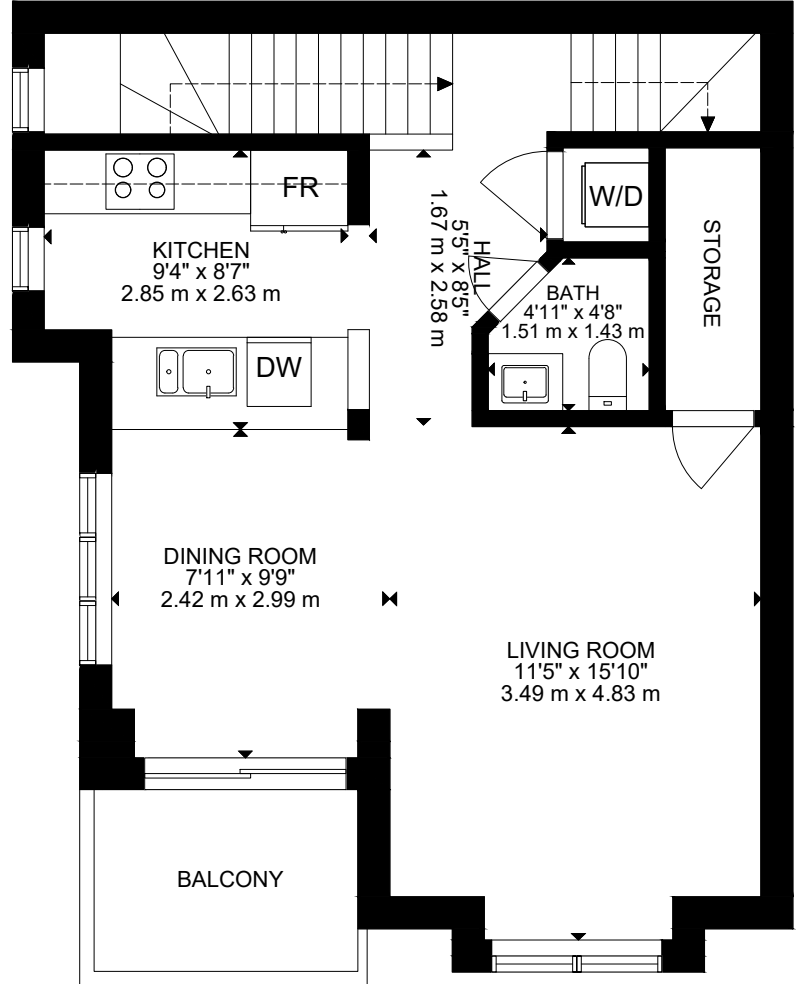 FR
W/D
KITCHEN
9'4" x 8'7"
2.85 m x 2.63 m
HALL
5'5" x 8'5"
1.67 m x 2.58 m
STORAGE
BATH
4'11" x 4'8"
1.51 m x 1.43 m
DW
DINING ROOM
7'11" x 9'9"
2.42 m x 2.99 m
LIVING ROOM
11'5" x 15'10"
3.49 m x 4.83 m
BALCONY